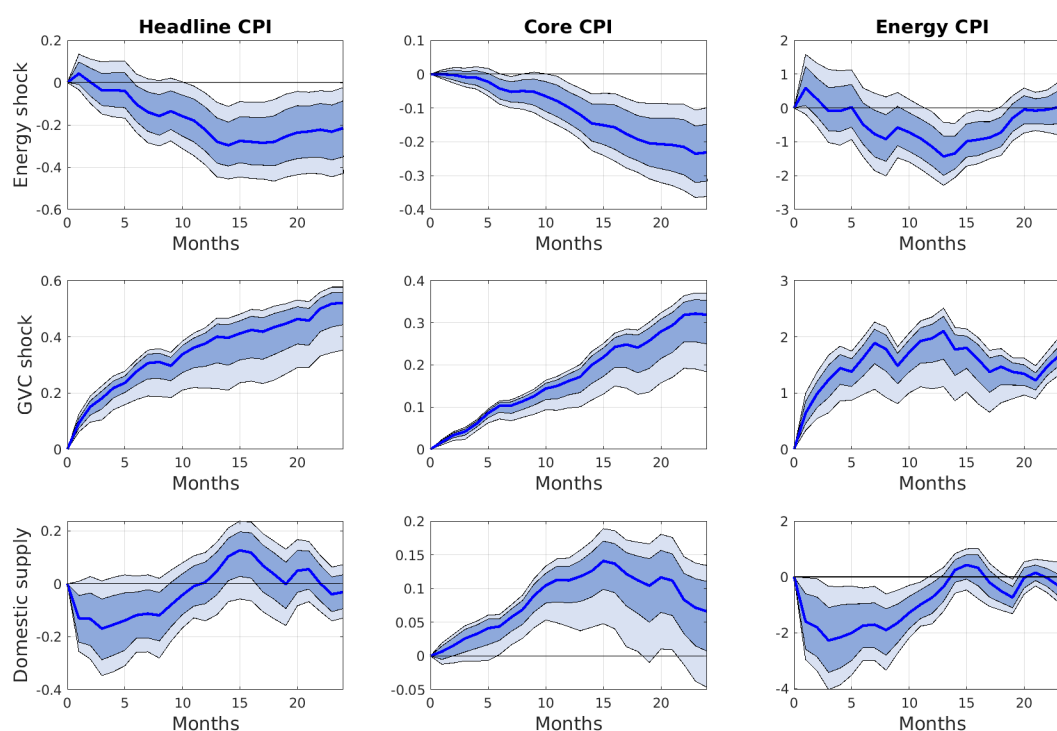 Headline CPI
Core CPI
Energy CPI
Energy shock
0.2
0
-0.2
-0.4
-0.6
0 5 10 15 20
Months
0.1
0
-0.1
-0.2
-0.3
-0.4
0 5 10 15 20
Months
2
1
0
-1
-2
-3
0 5 10 15 20
Months
GVC shock
0.6
0.4
0.2
0
0 5 10 15 20
Months
0.4
0.3
0.2
0.1
0
0 5 10 15 20
Months
3
2
1
0
0 5 10 15 20
Months
Domestic supply
0.2
0
-0.2
-0.4
0 5 10 15 20
Months
0.2
0.15
0.1
0.05
0
-0.05
0 5 10 15 20
Months
2
0
-2
-4
0 5 10 15 20
Months